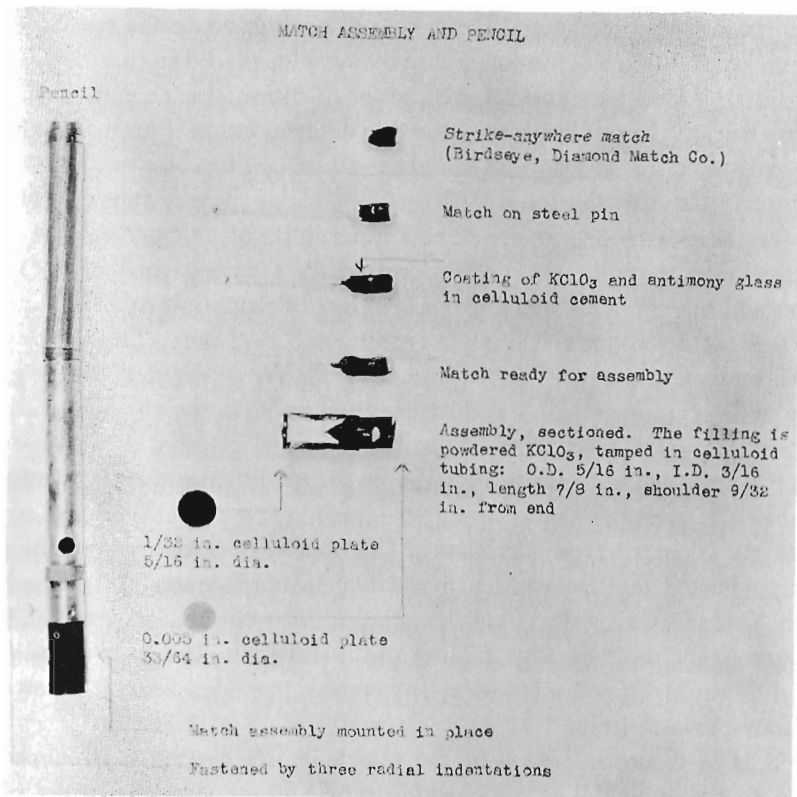 MATCH ASSEMBLY AND PENCIL
Pencil
Strike-anywhere match
(Birdseye, Diamond Match Co.)
Match on steel pin
Coating of KClO₃ and antimony glass
in celluloid cement
Match ready for assembly
Assembly, sectioned. The filling is
powdered KClO₃, tamped in celluloid
tubing: O.D. 5/16 in., I.D. 3/16
in., length 7/8 in., shoulder 9/32
in. from end
1/32 in. celluloid plate
5/16 in. dia.
0.005 in. celluloid plate
33/64 in. dia.
Match assembly mounted in place
Fastened by three radial indentations